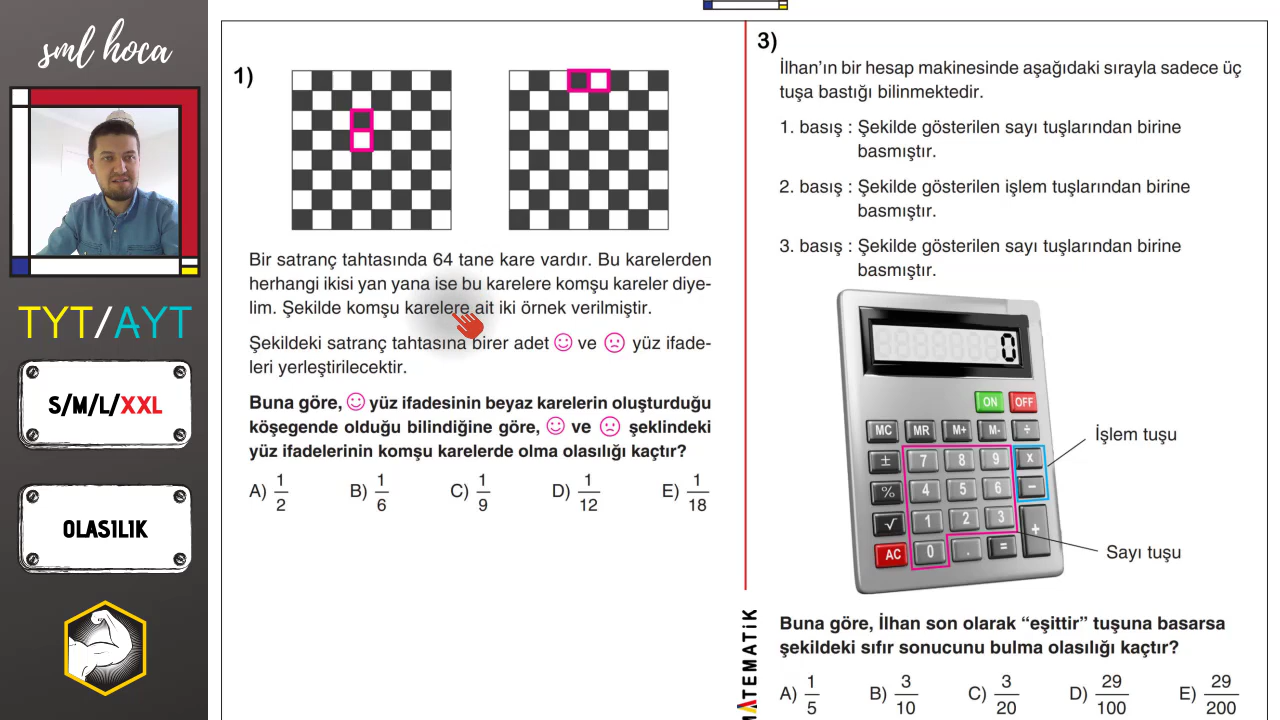 sml hoca
TYT/AYT
S/M/L/XXL
OLASILIK
1)
Bir satranç tahtasında 64 tane kare vardır. Bu karelerden
herhangi ikisi yan yana ise bu karelere komşu kareler diye-
lim. Şekilde komşu karelere ait iki örnek verilmiştir.
Şekildeki satranç tahtasına birer adet ☺ ve ☹ yüz ifade-
leri yerleştirilecektir.
Buna göre, ☺ yüz ifadesinin beyaz karelerin oluşturduğu
köşegende olduğu bilindiğine göre, ☺ ve ☹ şeklindeki
yüz ifadelerinin komşu karelerde olma olasılığı kaçtır?
A) 1/2 B) 1/6 C) 1/9 D) 1/12 E) 1/18
MATEMATİK
3)
İlhan'ın bir hesap makinesinde aşağıdaki sırayla sadece üç
tuşa bastığı bilinmektedir.
1. basış : Şekilde gösterilen sayı tuşlarından birine
basmıştır.
2. basış : Şekilde gösterilen işlem tuşlarından birine
basmıştır.
3. basış : Şekilde gösterilen sayı tuşlarından birine
basmıştır.
0
ON OFF
MC MR M+ M- ÷
± 7 8 9 x
% 4 5 6 −
√ 1 2 3 +
AC 0 . =
İşlem tuşu
Sayı tuşu
Buna göre, İlhan son olarak “eşittir” tuşuna basarsa
şekildeki sıfır sonucunu bulma olasılığı kaçtır?
A) 1/5 B) 3/10 C) 3/20 D) 29/100 E) 29/200